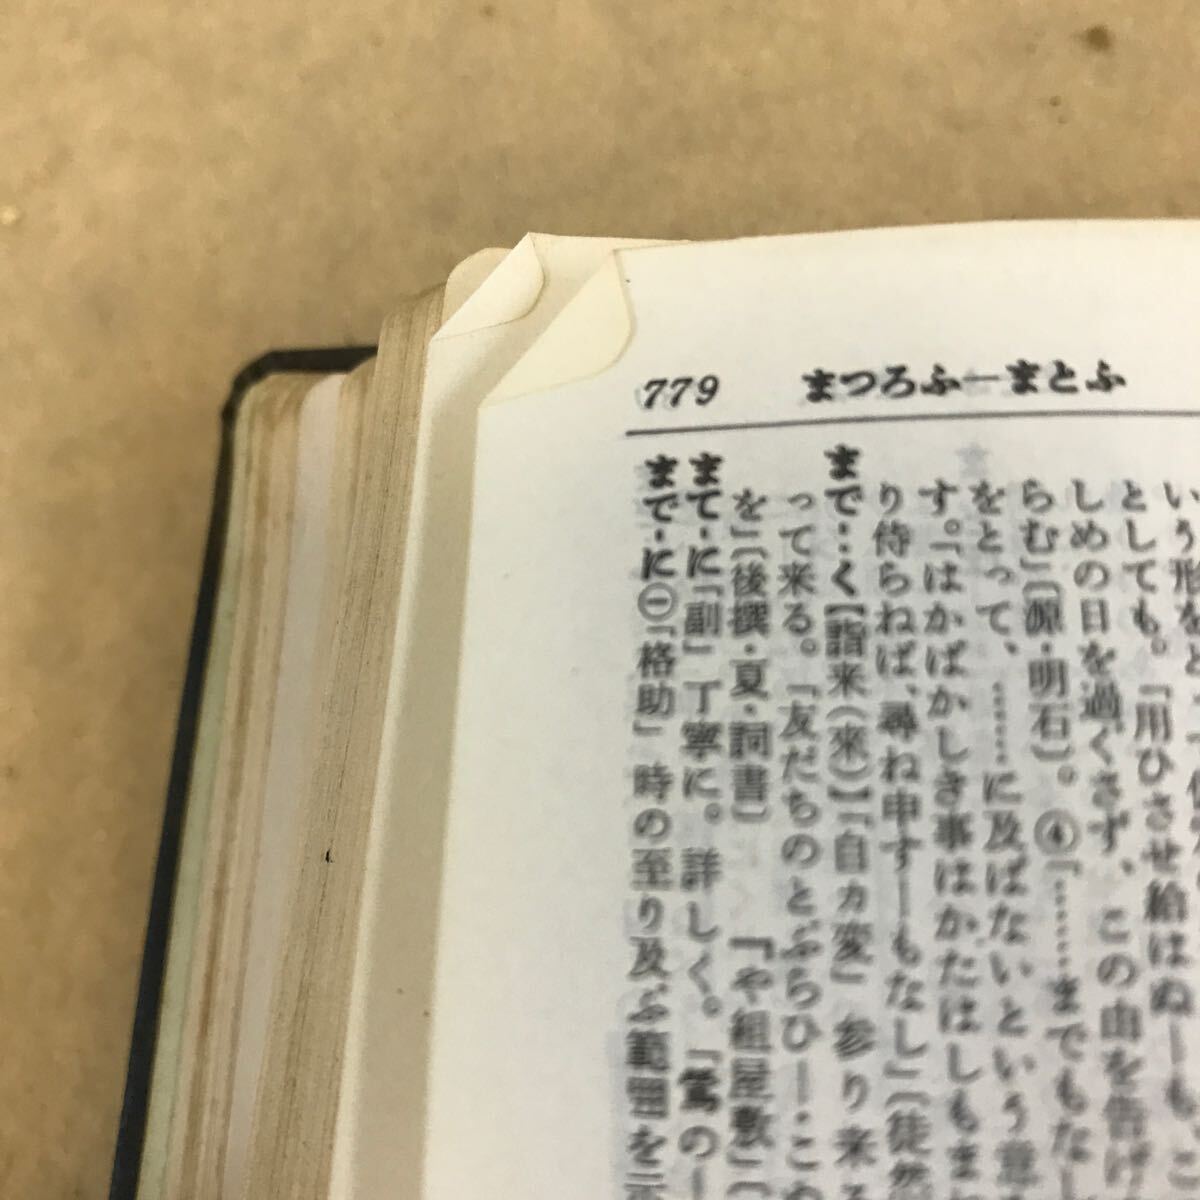 779 まつろふ―まとふ
いう形をと
としても。「用ひさせ給はぬ―も、こ
しめの日を過ぐさず、この由を告げ
らむ」〔源・明石〕。④「……までもな
をとって、……に及ばないという意
す。「はかばかしき事はかたはしもま
り侍らねば、尋ね申す―もなし」〔徒然
まで‥く【詣来(來)】「自カ変」参り来る
って来る。「友だちのとぶらひ―・こぬ
を」〔後撰・夏・詞書〕
まて‐に「副」丁寧に。詳しく。「鶯の―
『や組屋敷』
まで‐に㊀「格助」時の至り及ぶ範囲を示